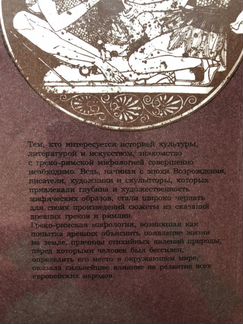 Тем, кто интересуется историей культуры,
литературой и искусством, знакомство
с греко-римской мифологией совершенно
необходимо. Ведь, начиная с эпохи Возрождения,
писатели, художники и скульпторы, которых
привлекали глубина и художественность
мифических образов, стали широко черпать
для своих произведений сюжеты из сказаний
древних греков и римлян.
Греко-римская мифология, возникшая как
попытка древних объяснить появление жизни
на земле, причины стихийных явлений природы,
перед которыми человек был бессилен,
определить его место в окружающем мире,
оказала сильнейшее влияние на развитие всех
европейских народов.